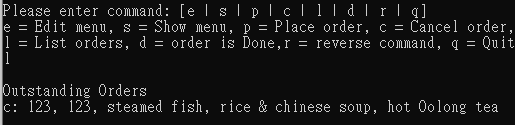 Please enter command: [e | s | p | c | l | d | r | q]
e = Edit menu, s = Show menu, p = Place order, c = Cancel order,
l = List orders, d = order is Done,r = reverse command, q = Quit
l
Outstanding Orders
c: 123, 123, steamed fish, rice & chinese soup, hot Oolong tea